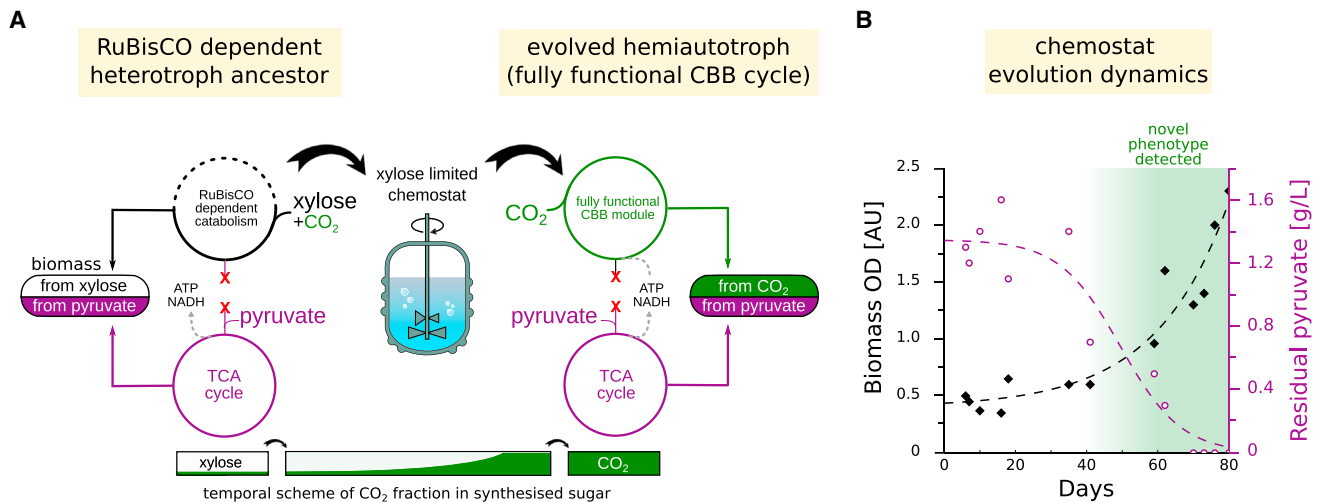 A
RuBisCO dependent
heterotroph ancestor
evolved hemiautotroph
(fully functional CBB cycle)
RuBisCO
dependent
catabolism
xylose
+CO₂
xylose limited
chemostat
CO₂
fully functional
CBB module
biomass
from xylose
from pyruvate
ATP
NADH
X
X
pyruvate
TCA
cycle
X
X
pyruvate
ATP
NADH
TCA
cycle
from CO₂
from pyruvate
xylose
CO₂
temporal scheme of CO₂ fraction in synthesised sugar
B
chemostat
evolution dynamics
novel
phenotype
detected
Biomass OD [AU]
2.5
2.0
1.5
1.0
0.5
0
Residual pyruvate [g/L]
1.6
1.2
0.8
0.4
0
0
20
40
60
80
Days